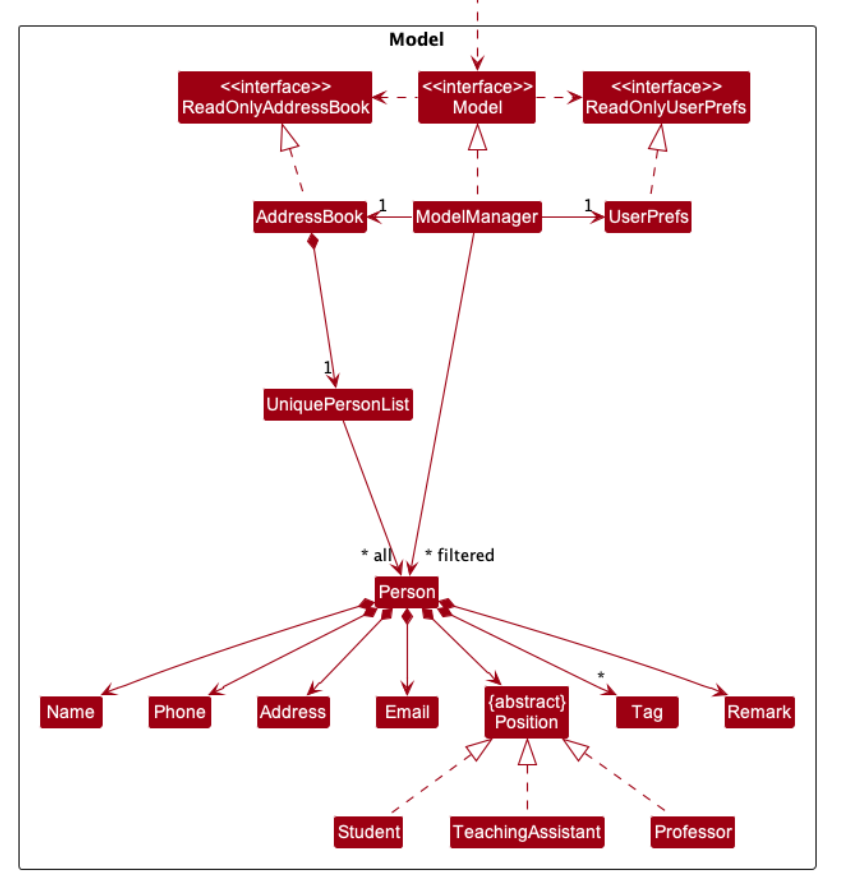 Model
<<interface>>
ReadOnlyAddressBook
<<interface>>
Model
<<interface>>
ReadOnlyUserPrefs
AddressBook
1
ModelManager
1
UserPrefs
1
UniquePersonList
* all
* filtered
Person
*
Name
Phone
Address
Email
{abstract}
Position
Tag
Remark
Student
TeachingAssistant
Professor